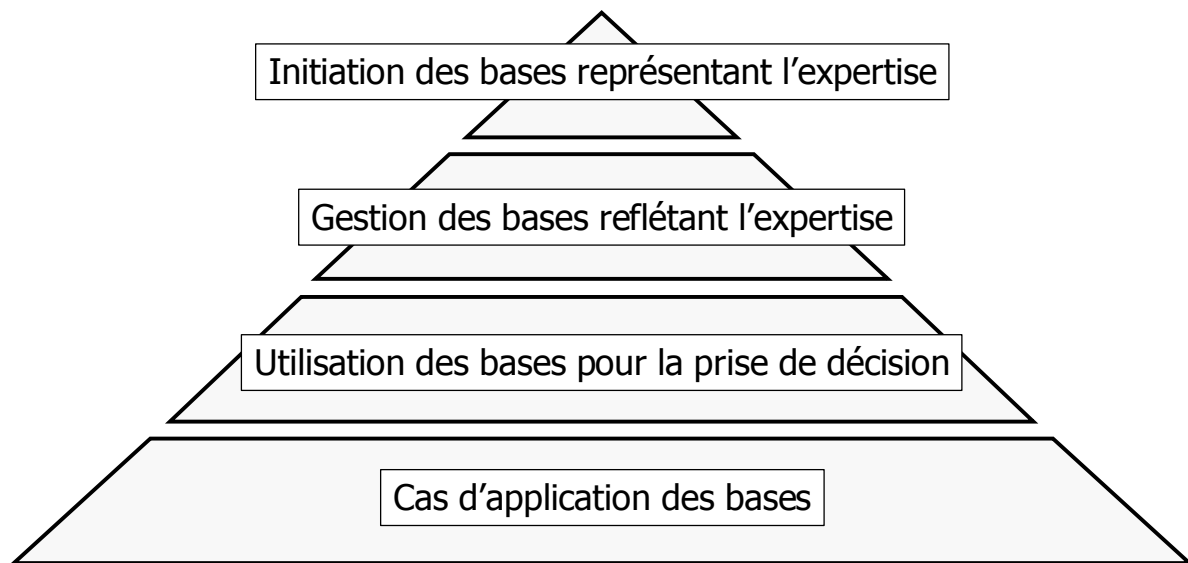 Initiation des bases représentant l’expertise
Gestion des bases reflétant l’expertise
Utilisation des bases pour la prise de décision
Cas d’application des bases